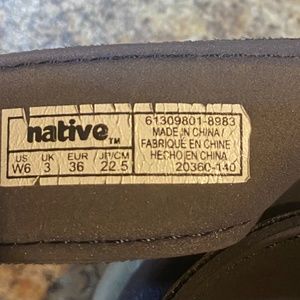 native™
US UK EUR JP/CM
W6 3 36 22.5
61309801-8983
MADE IN CHINA/
FABRIQUÉ EN CHINE
HECHO EN CHINA
20360-140